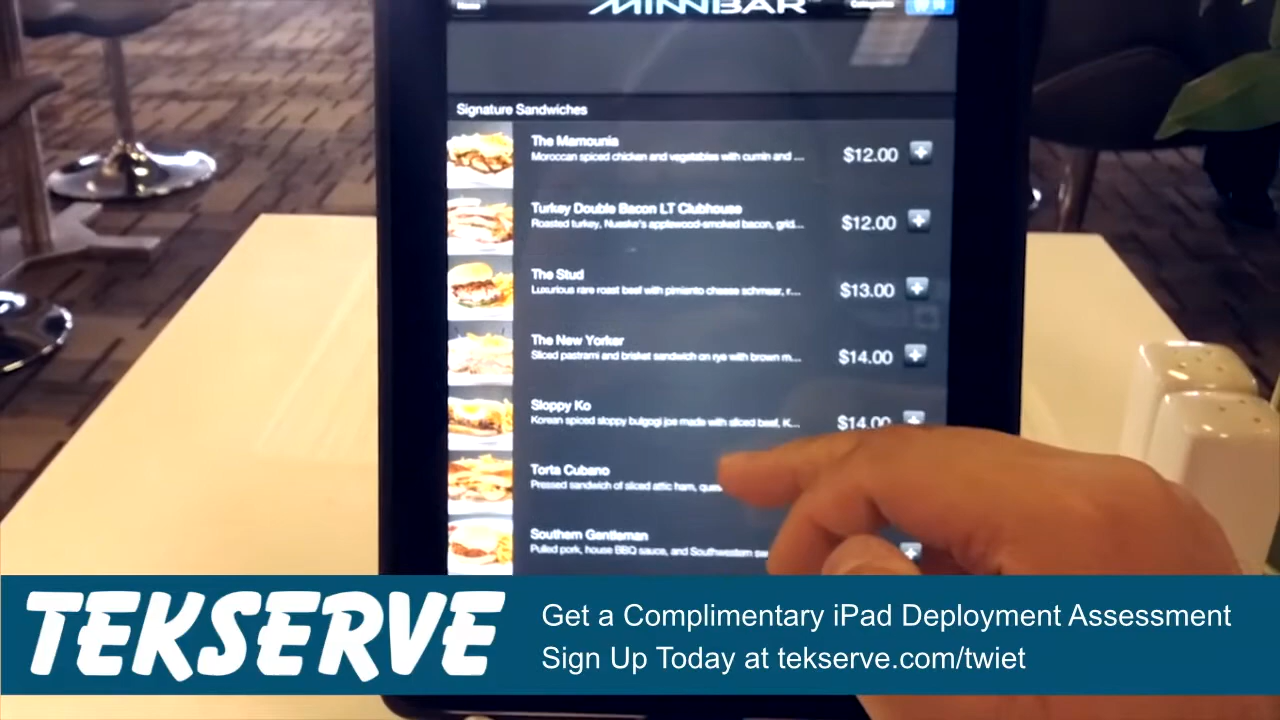 MINNIBAR
Signature Sandwiches
The Mamounia
Moroccan spiced chicken and vegetables with cumin and ...
$12.00
Turkey Double Bacon LT Clubhouse
Roasted turkey, Nueske's applewood-smoked bacon, grid...
$12.00
The Stud
Luxurious rare roast beef with pimiento cheese schmear, r...
$13.00
The New Yorker
Sliced pastrami and brisket sandwich on rye with brown m...
$14.00
Sloppy Ko
Korean spiced sloppy bulgogi joe made with sliced beef, K...
$14.00
Torta Cubano
Pressed sandwich of sliced attic ham,
Southern Gentleman
Pulled pork, house BBQ sauce, and Southwestern
TEKSERVE
Get a Complimentary iPad Deployment Assessment
Sign Up Today at tekserve.com/twiet